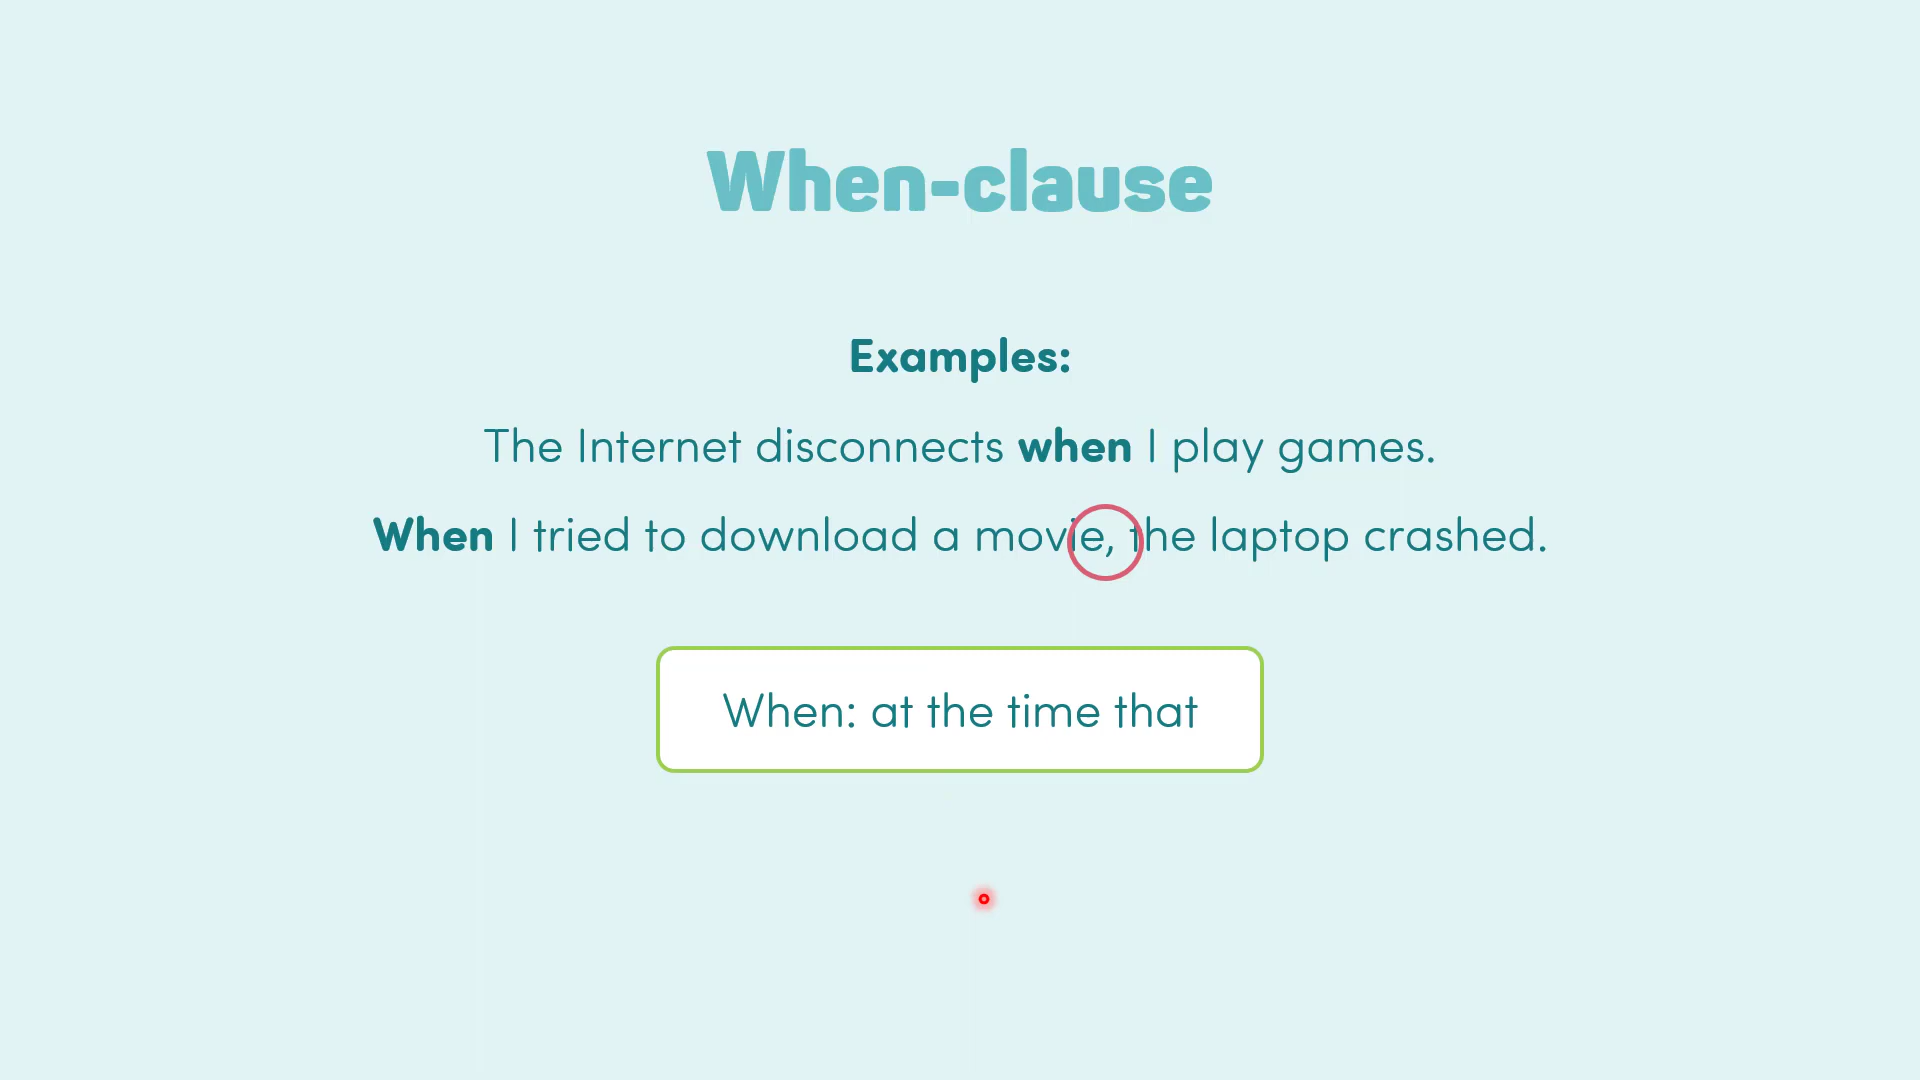 When-clause
Examples:
The Internet disconnects when I play games.
When I tried to download a movie, the laptop crashed.
When: at the time that